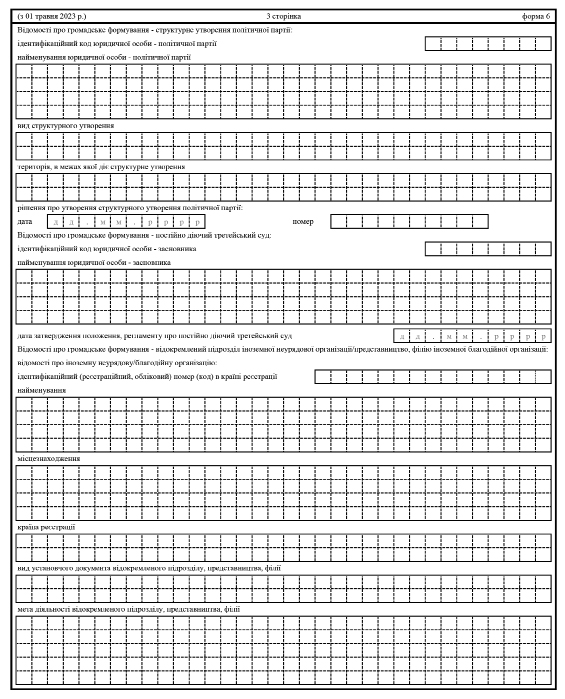 (з 01 травня 2023 р.) 3 сторінка форма 6
Відомості про громадське формування - структурне утворення політичної партії:
ідентифікаційний код юридичної особи - політичної партії
найменування юридичної особи - політичної партії
вид структурного утворення
територія, в межах якої діє структурне утворення
рішення про утворення структурного утворення політичної партії:
дата д д . м м . р р р р номер
Відомості про громадське формування - постійно діючий третейський суд:
ідентифікаційний код юридичної особи - засновника
найменування юридичної особи - засновника
дата затвердження положення, регламенту про постійно діючий третейський суд д д . м м . р р р р
Відомості про громадське формування - відокремлений підрозділ іноземної неурядової організації/представництво, філію іноземної благодійної організації:
відомості про іноземну неурядову/благодійну організацію:
ідентифікаційний (реєстраційний, обліковий) номер (код) в країні реєстрації
найменування
місцезнаходження
країна реєстрації
вид установчого документа відокремленого підрозділу, представництва, філії
мета діяльності відокремленого підрозділу, представництва, філії